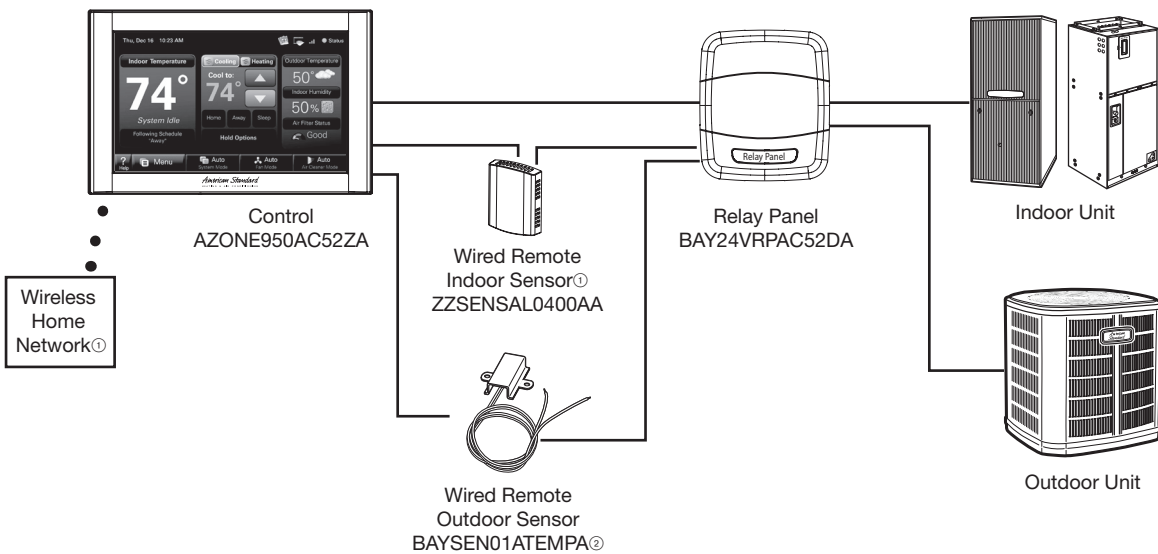 Thu, Dec 16 10:23 AM
Status
Indoor Temperature
74°
System Idle
Following Schedule
"Away"
Cooling Heating
Cool to:
74°
Home Away Sleep
Hold Options
Outdoor Temperature
50°
Indoor Humidity
50%
Air Filter Status
Good
?
Help
Menu
Auto
System Mode
Auto
Fan Mode
Auto
Air Cleaner Mode
American Standard
Control
AZONE950AC52ZA
Wireless
Home
Network①
Wired Remote
Indoor Sensor①
ZZSENSAL0400AA
Wired Remote
Outdoor Sensor
BAYSEN01ATEMPA②
Relay Panel
Relay Panel
BAY24VRPAC52DA
Indoor Unit
American Standard
Outdoor Unit